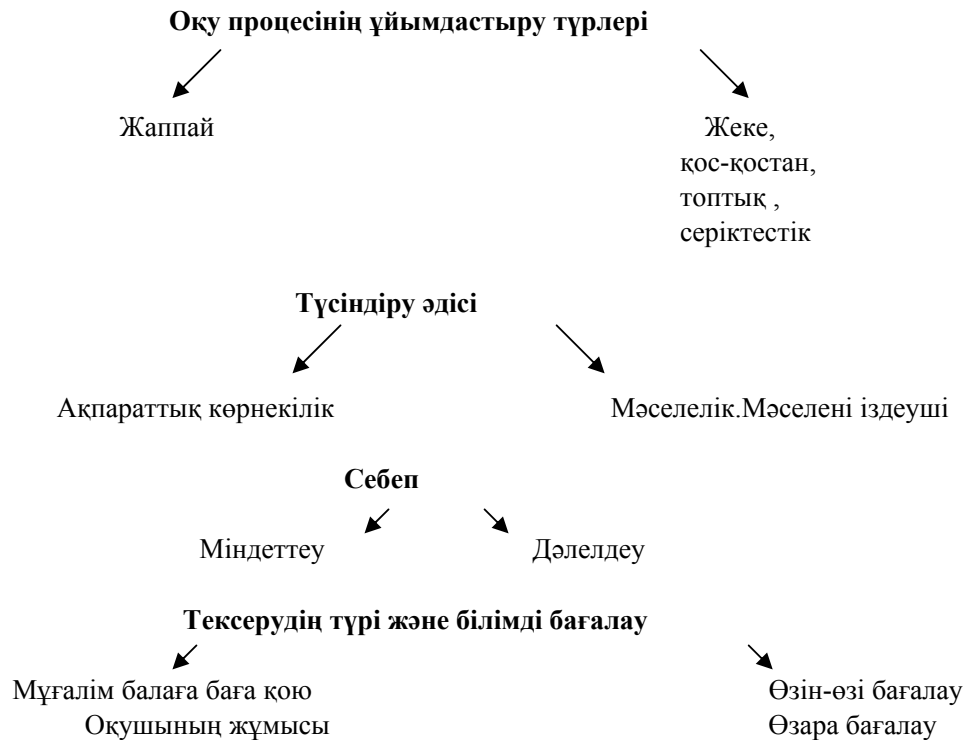 Оқу процесінің ұйымдастыру түрлері
Жаппай
Жеке,
қос-қостан,
топтық ,
серіктестік
Түсіндіру әдісі
Ақпараттық көрнекілік
Мәселелік.Мәселені іздеуші
Себеп
Міндеттеу
Дәлелдеу
Тексерудің түрі және білімді бағалау
Мұғалім балаға баға қою
Оқушының жұмысы
Өзін-өзі бағалау
Өзара бағалау